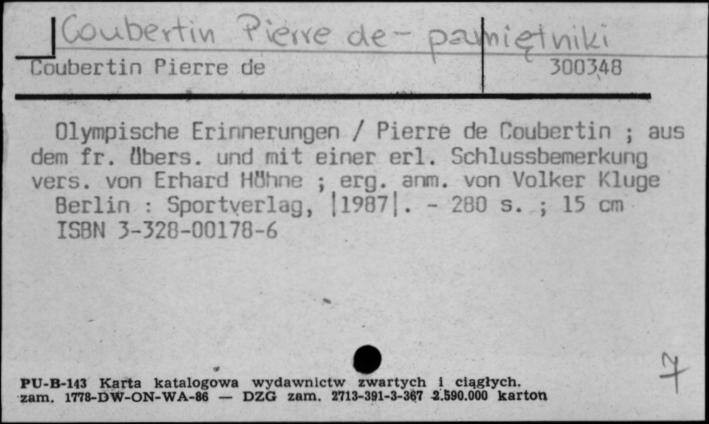 Coubertin Pierre de - pamiętniki
Coubertin Pierre de 300348
Olympische Erinnerungen / Pierre de Coubertin ; aus
dem fr. übers. und mit einer erl. Schlussbemerkung
vers. von Erhard Höhne ; erg. anm. von Volker Kluge
Berlin : Sportverlag, |1987|. - 280 s. ; 15 cm
ISBN 3-328-00178-6
7
PU-B-143 Karta katalogowa wydawnictw zwartych i ciągłych.
zam. 1778-DW-ON-WA-86 — DZG zam. 2713-391-3-367 2.590.000 karton